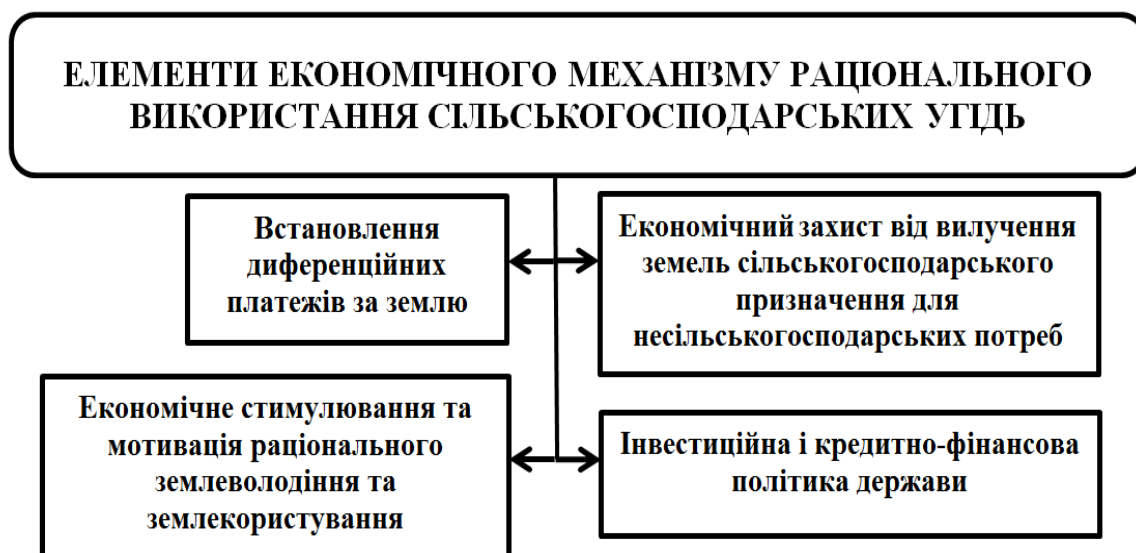 ЕЛЕМЕНТИ ЕКОНОМІЧНОГО МЕХАНІЗМУ РАЦІОНАЛЬНОГО
ВИКОРИСТАННЯ СІЛЬСЬКОГОСПОДАРСЬКИХ УГІДЬ
Встановлення
диференційних
платежів за землю
Економічний захист від вилучення
земель сільськогосподарського
призначення для
несільськогосподарських потреб
Економічне стимулювання та
мотивація раціонального
землеволодіння та
землекористування
Інвестиційна і кредитно-фінансова
політика держави